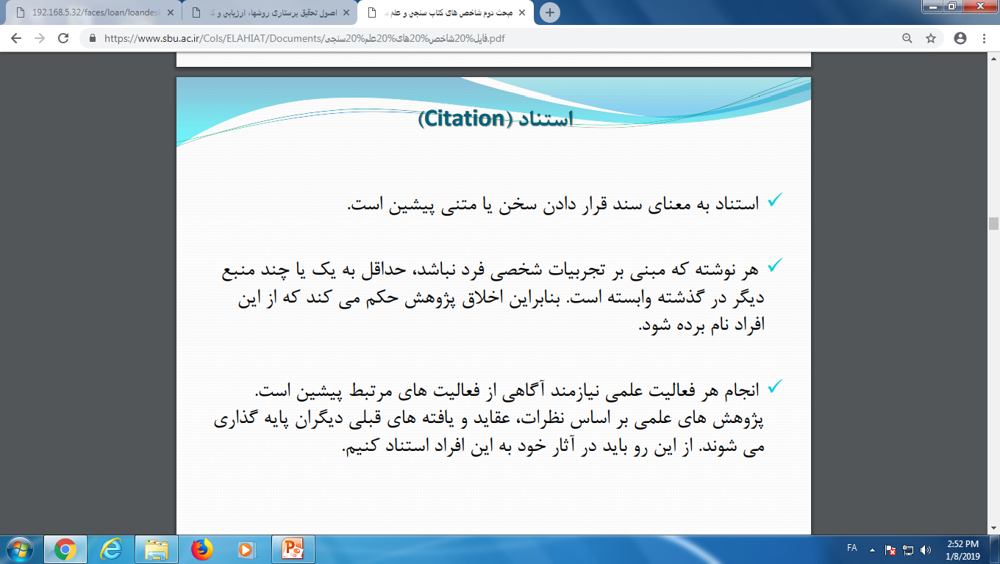 192.168.5.32/faces/loan/loandesk
اصول تحقیق پرستاری روشها، ارزیابی و ک
مبحث دوم شاخص های کتاب سنجی و علم س
https://www.sbu.ac.ir/Cols/ELAHIAT/Documents/فایل%20شاخص%20های%20علم%20سنجی.pdf
استناد (Citation)
استناد به معنای سند قرار دادن سخن یا متنی پیشین است.
هر نوشته که مبنی بر تجربیات شخصی فرد نباشد، حداقل به یک یا چند منبع
دیگر در گذشته وابسته است. بنابراین اخلاق پژوهش حکم می کند که از این
افراد نام برده شود.
انجام هر فعالیت علمی نیازمند آگاهی از فعالیت های مرتبط پیشین است.
پژوهش های علمی بر اساس نظرات، عقاید و یافته های قبلی دیگران پایه گذاری
می شوند. از این رو باید در آثار خود به این افراد استناد کنیم.
FA
2:52 PM
1/8/2019